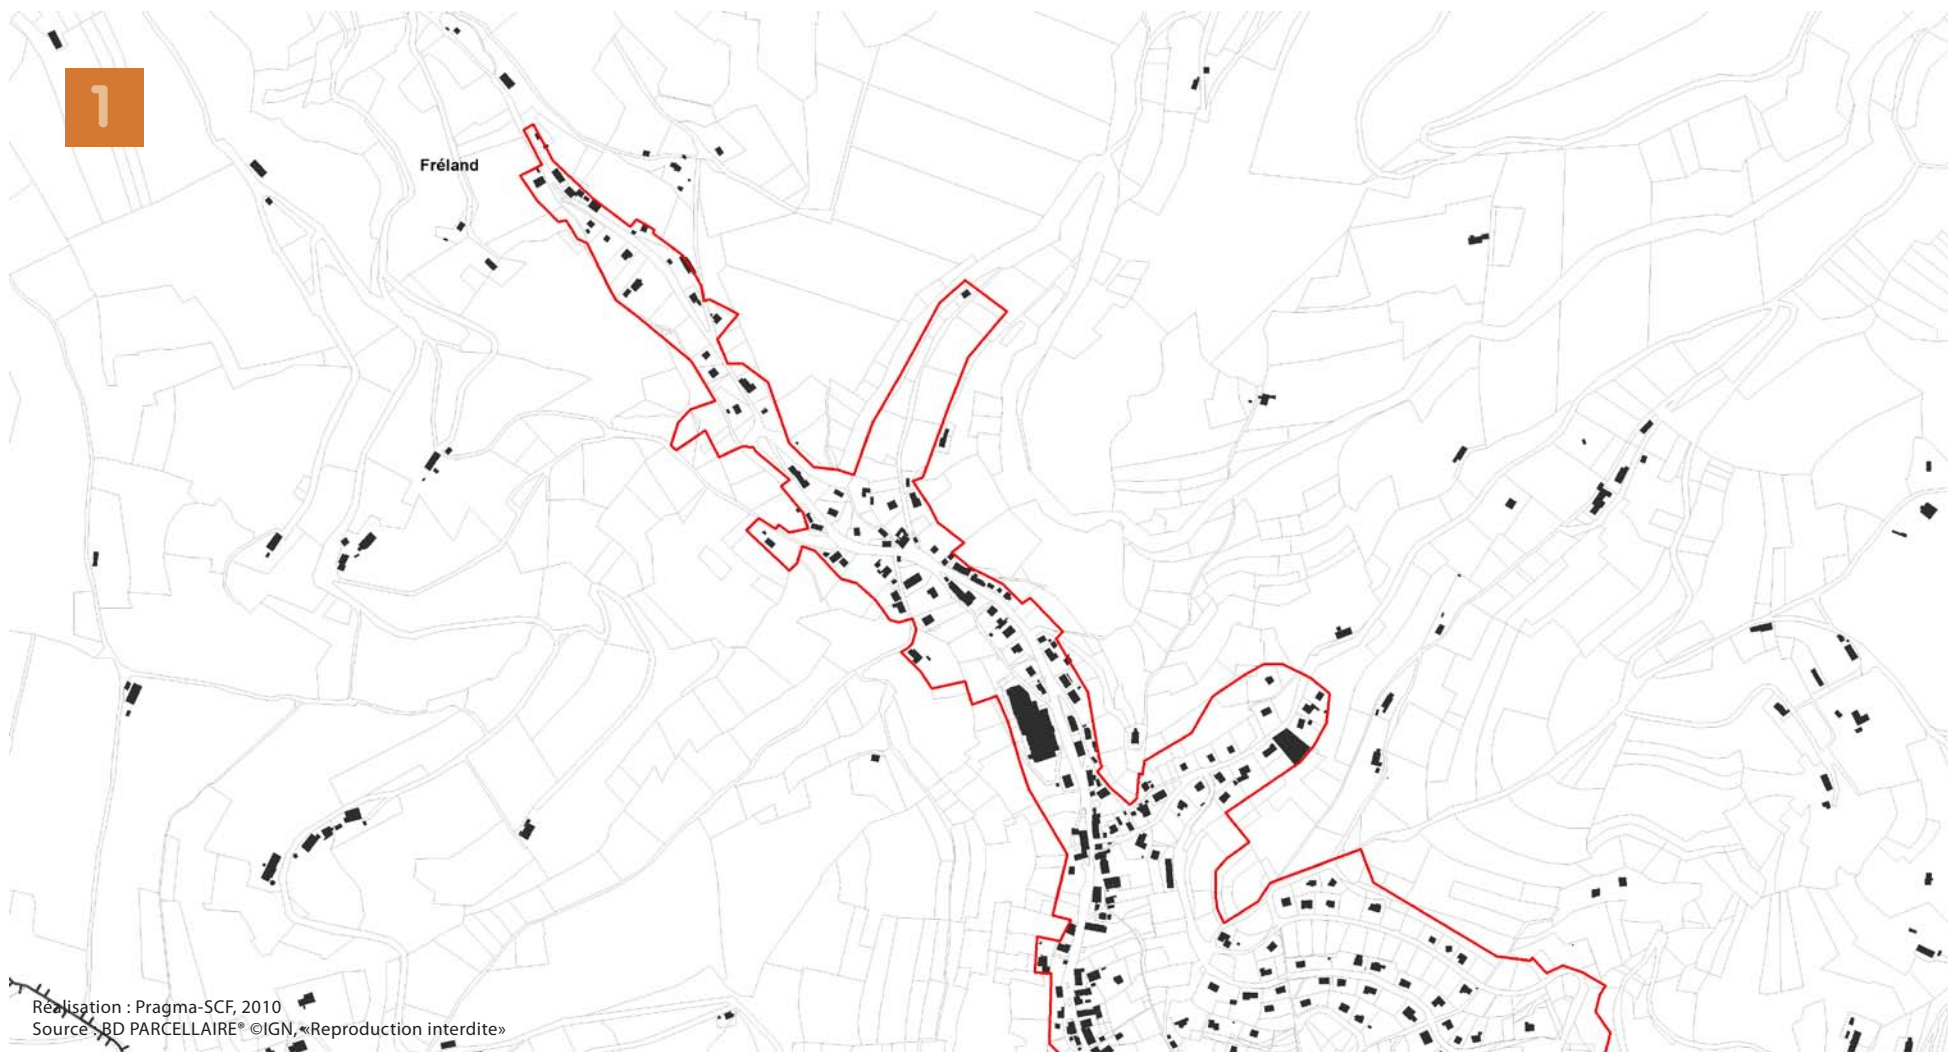 1
Fréland
Réalisation : Pragma-SCF, 2010
Source : BD PARCELLAIRE® ©IGN, «Reproduction interdite»